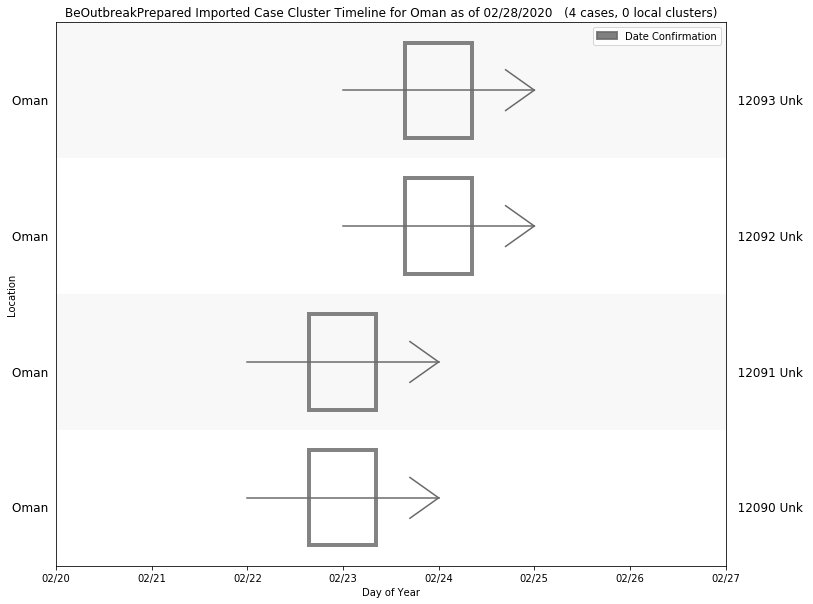 BeOutbreakPrepared Imported Case Cluster Timeline for Oman as of 02/28/2020 (4 cases, 0 local clusters)
Date Confirmation
Oman 12093 Unk
Oman 12092 Unk
Location
Oman 12091 Unk
Oman 12090 Unk
02/20 02/21 02/22 02/23 02/24 02/25 02/26 02/27
Day of Year